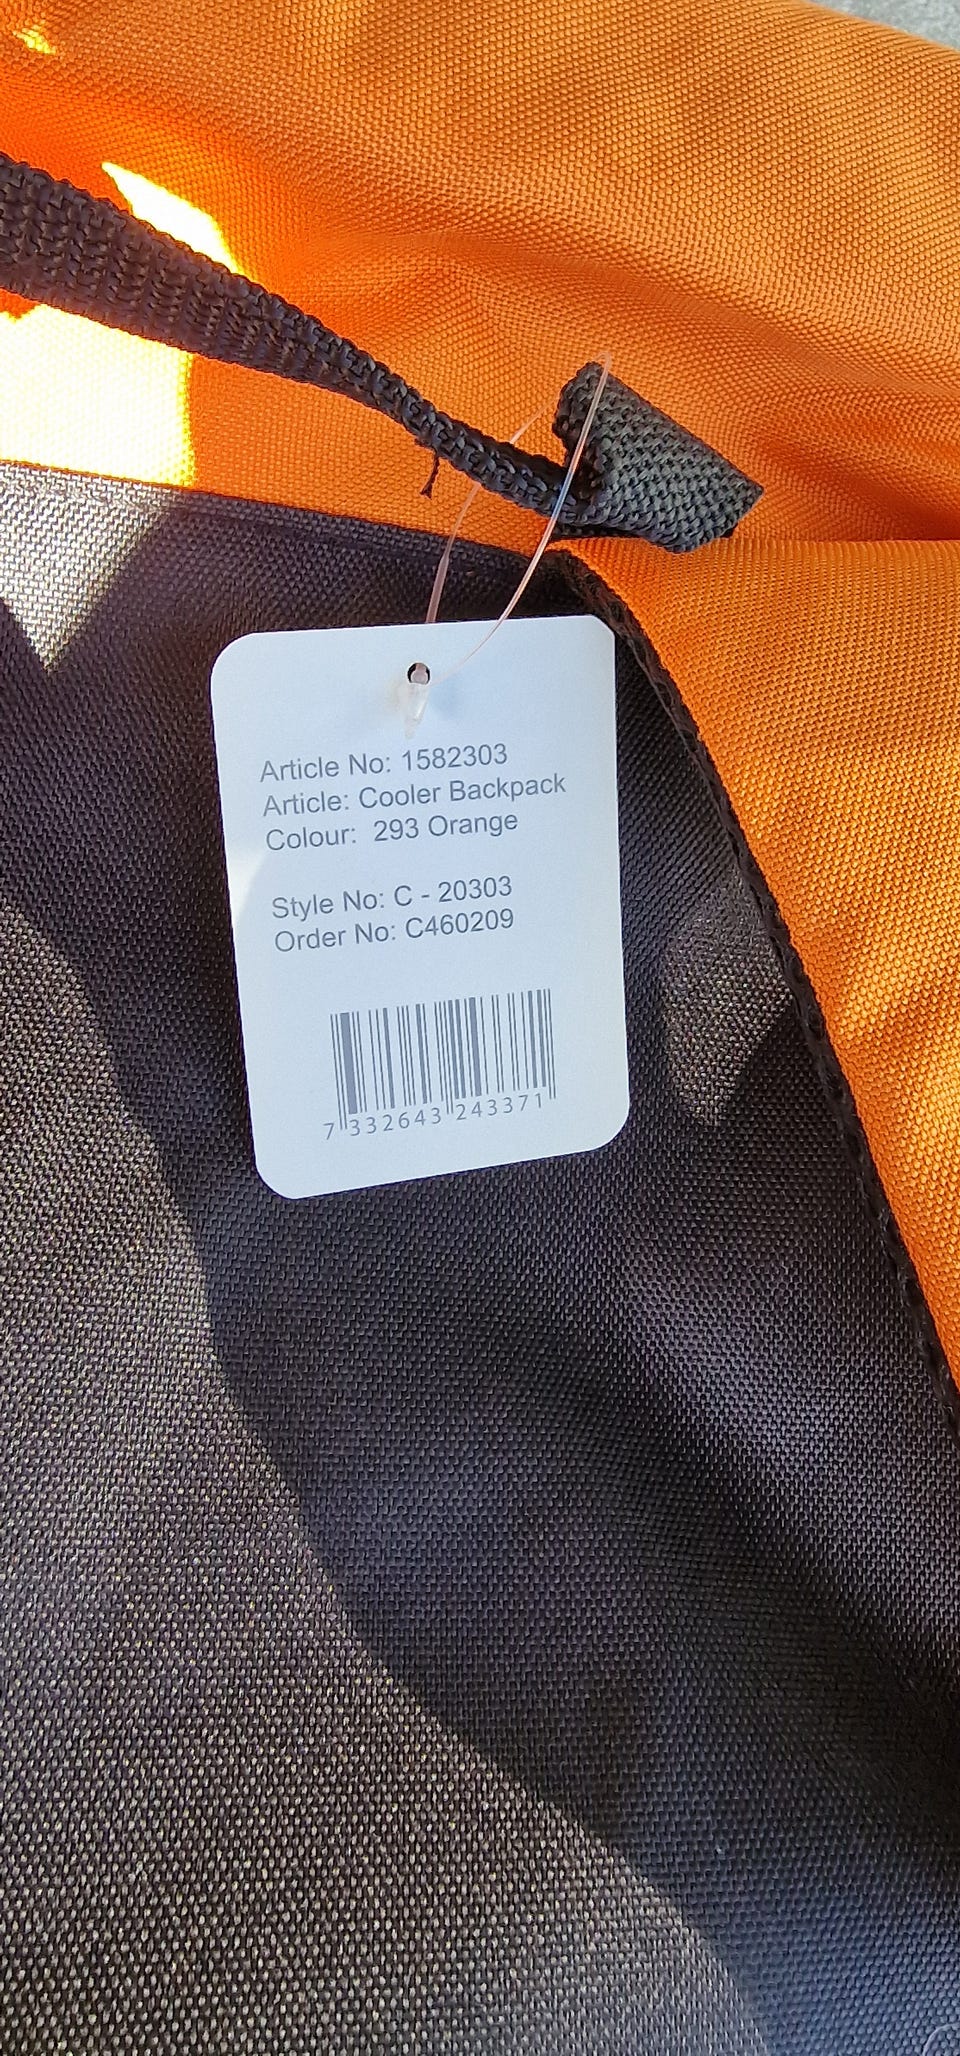 Article No: 1582303
Article: Cooler Backpack
Colour:  293 Orange
Style No: C - 20303
Order No: C460209
7 332643 243371